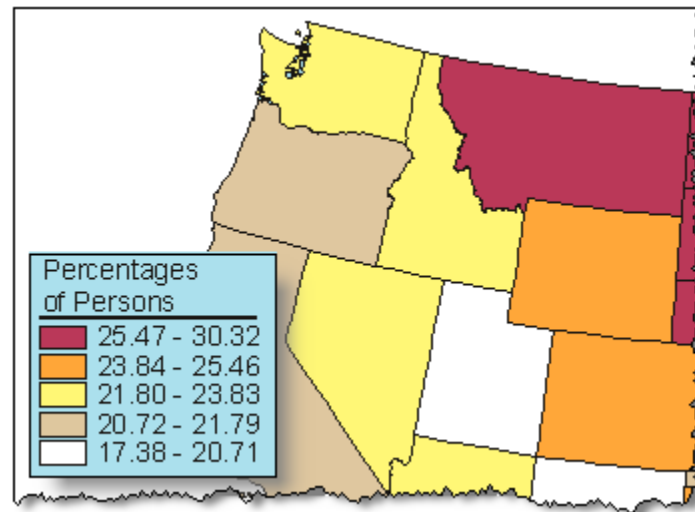 Percentages
of Persons
25.47 - 30.32
23.84 - 25.46
21.80 - 23.83
20.72 - 21.79
17.38 - 20.71